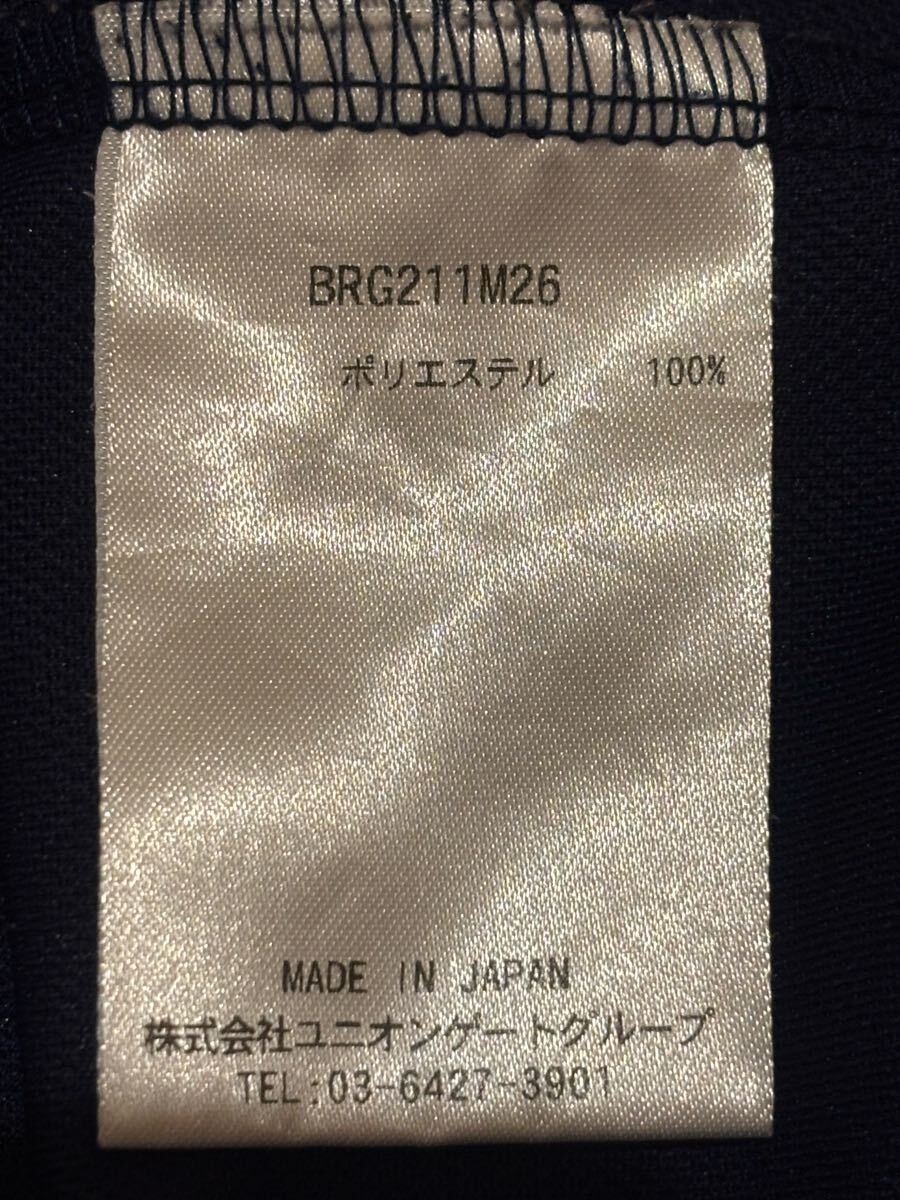 BRG211M26
ポリエステル 100%
MADE IN JAPAN
株式会社ユニオンゲートグループ
TEL:03-6427-3901